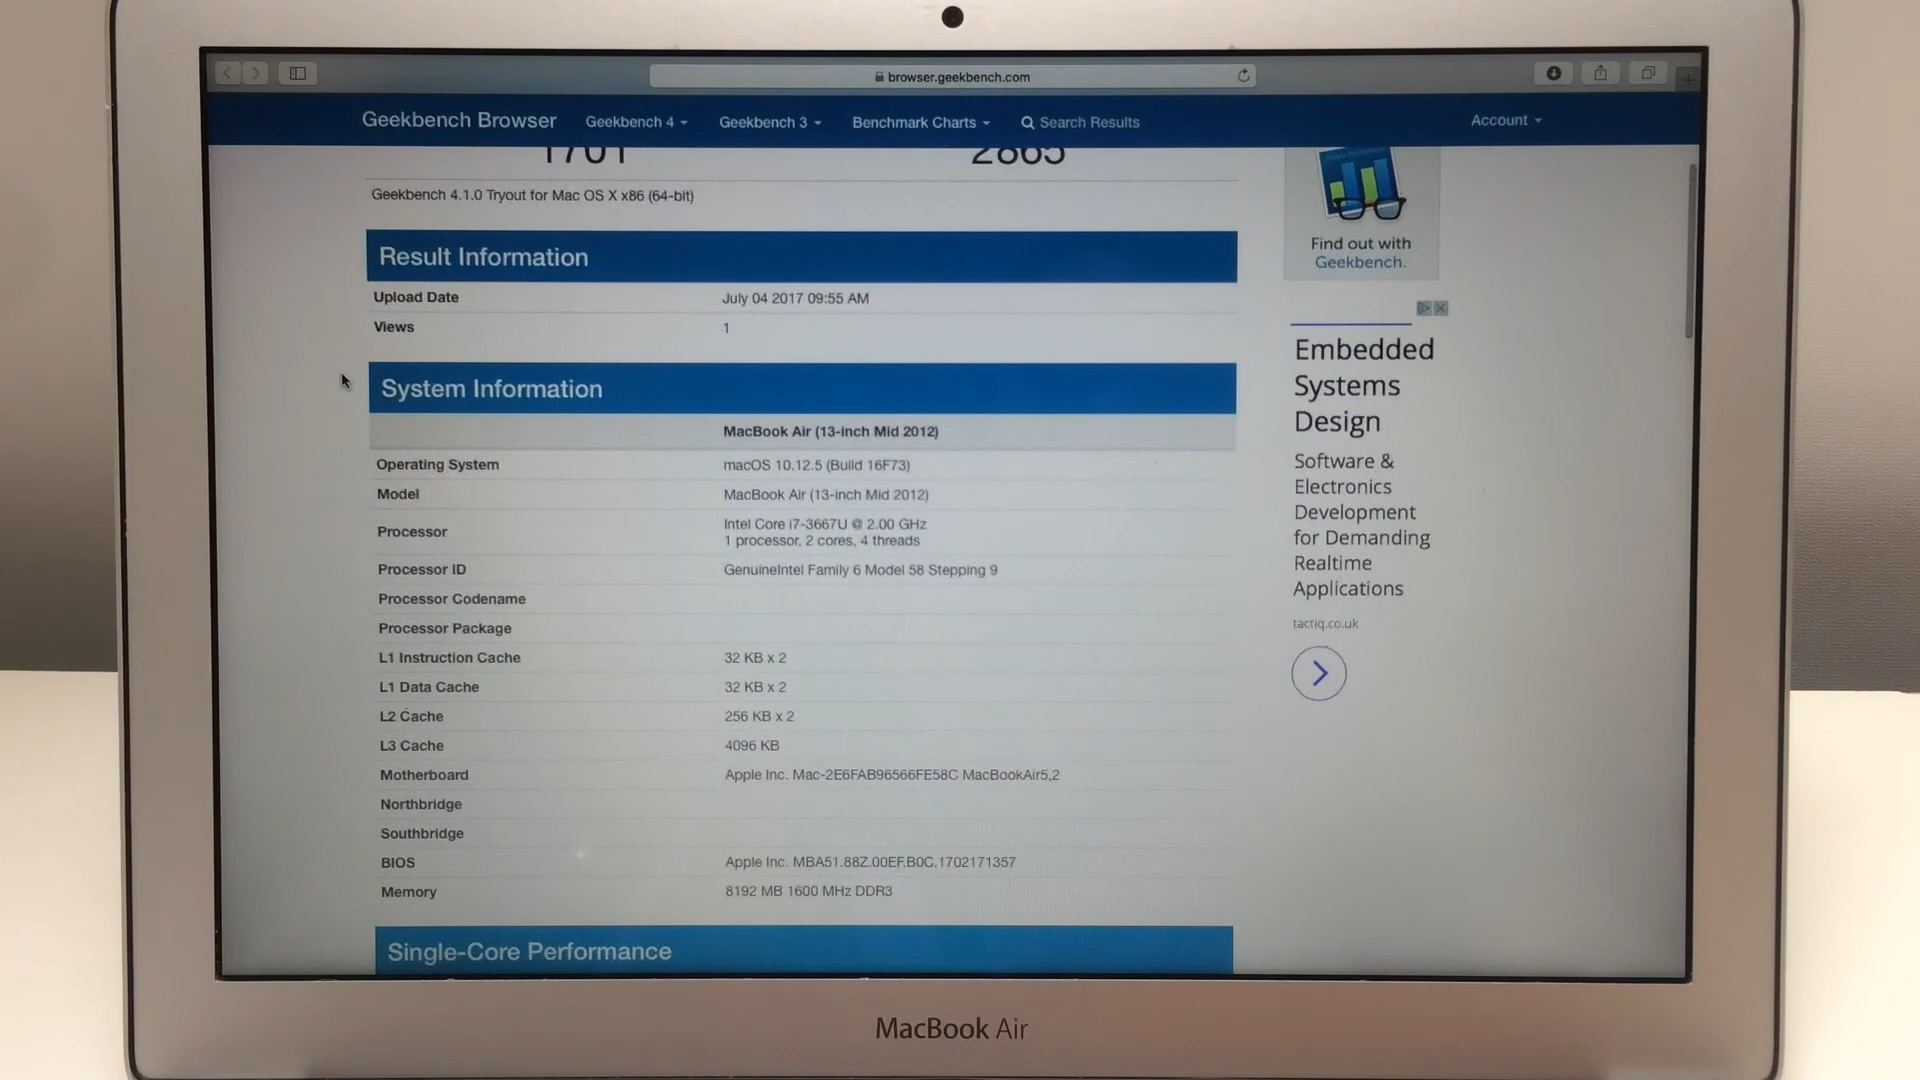 browser.geekbench.com
Geekbench Browser Geekbench 4 Geekbench 3 Benchmark Charts Search Results Account
1701 2865
Geekbench 4.1.0 Tryout for Mac OS X x86 (64-bit)
Result Information
Upload Date July 04 2017 09:55 AM
Views 1
System Information
MacBook Air (13-inch Mid 2012)
Operating System macOS 10.12.5 (Build 16F73)
Model MacBook Air (13-inch Mid 2012)
Processor Intel Core i7-3667U @ 2.00 GHz
1 processor, 2 cores, 4 threads
Processor ID GenuineIntel Family 6 Model 58 Stepping 9
Processor Codename
Processor Package
L1 Instruction Cache 32 KB x 2
L1 Data Cache 32 KB x 2
L2 Cache 256 KB x 2
L3 Cache 4096 KB
Motherboard Apple Inc. Mac-2E6FAB96566FE58C MacBookAir5,2
Northbridge
Southbridge
BIOS Apple Inc. MBA51.88Z.00EF.B0C.1702171357
Memory 8192 MB 1600 MHz DDR3
Single-Core Performance
Find out with
Geekbench.
Embedded
Systems
Design
Software &
Electronics
Development
for Demanding
Realtime
Applications
tactiq.co.uk
MacBook Air